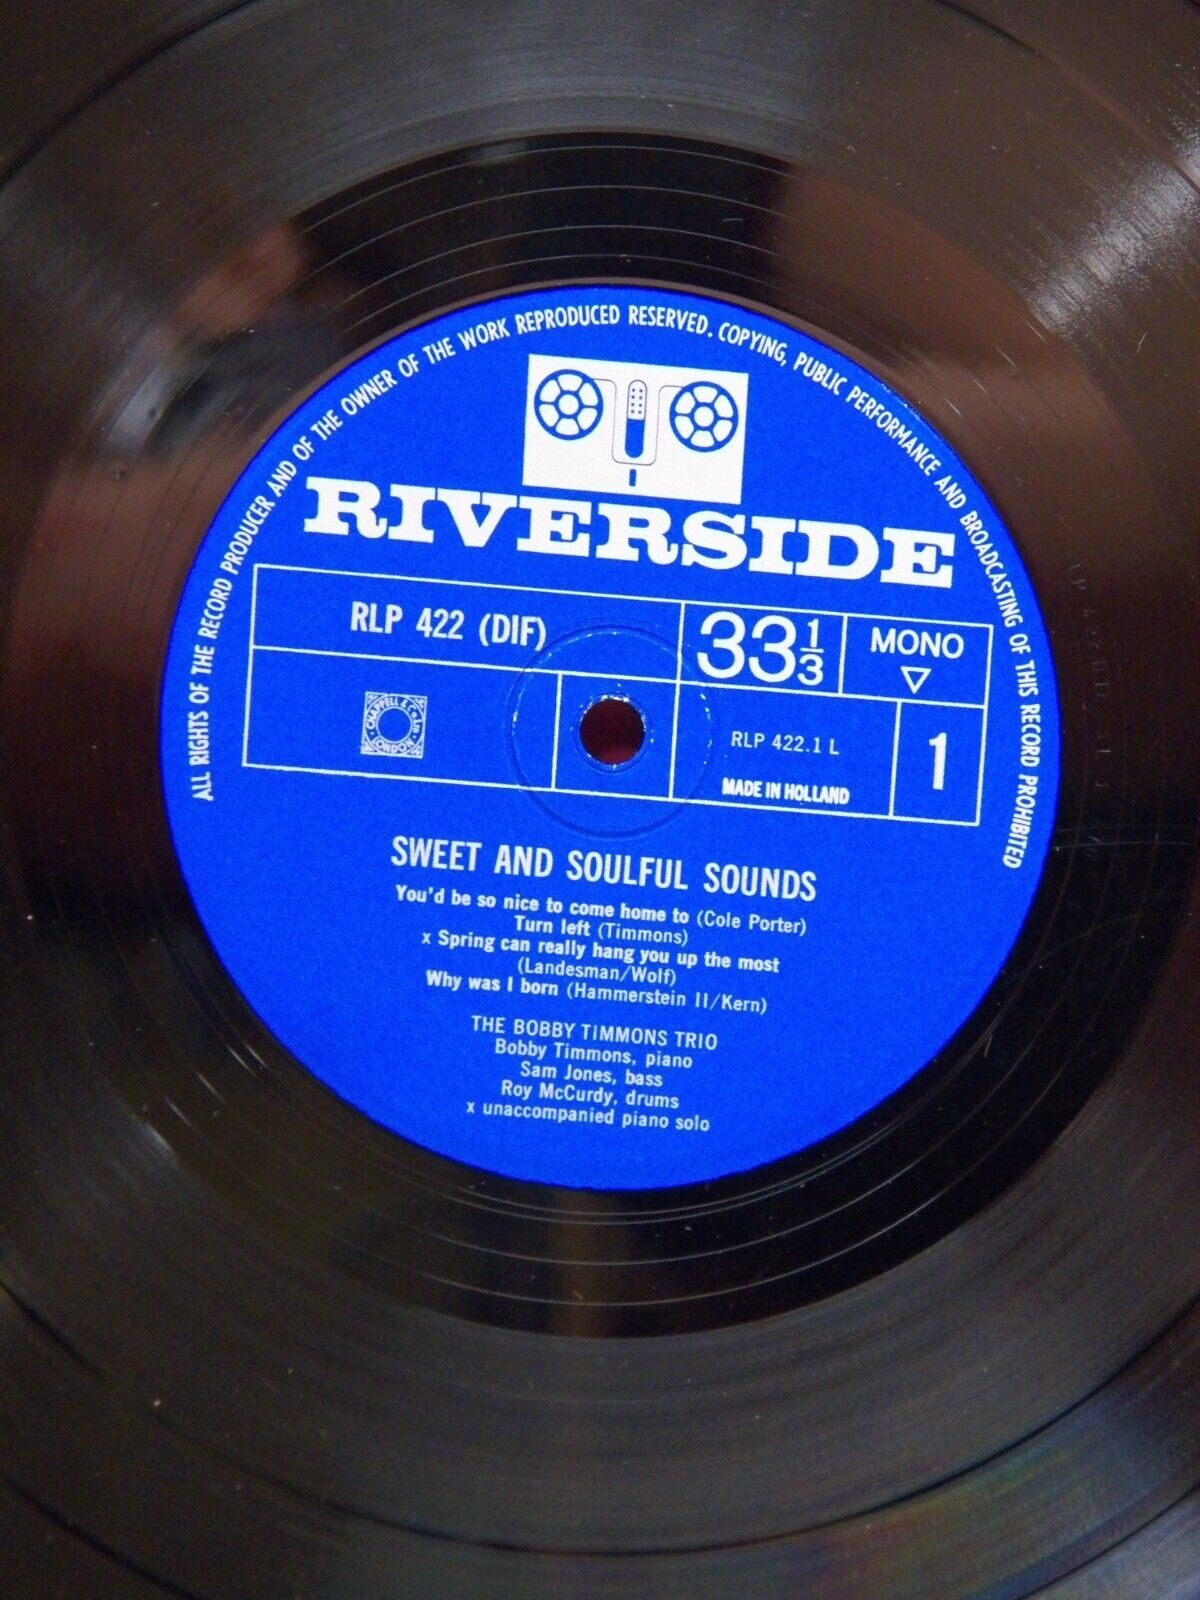 ALL RIGHTS OF THE RECORD PRODUCER AND OF THE OWNER OF THE WORK REPRODUCED RESERVED. COPYING, PUBLIC PERFORMANCE AND BROADCASTING OF THIS RECORD PROHIBITED
RIVERSIDE
RLP 422 (DIF)
33 1/3
MONO
▽
CHAPPELL & Co Ltd
LONDON
RLP 422.1 L
MADE IN HOLLAND
1
SWEET AND SOULFUL SOUNDS
You'd be so nice to come home to (Cole Porter)
Turn left (Timmons)
x Spring can really hang you up the most
(Landesman/Wolf)
Why was I born (Hammerstein II/Kern)
THE BOBBY TIMMONS TRIO
Bobby Timmons, piano
Sam Jones, bass
Roy McCurdy, drums
x unaccompanied piano solo